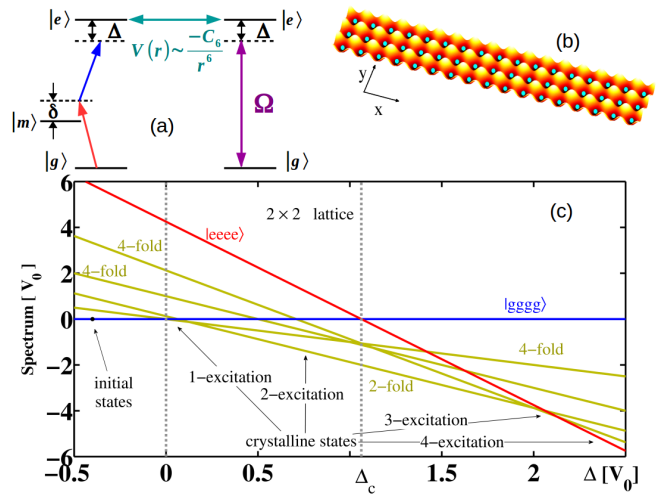 |e⟩ |e⟩
Δ Δ
V(r)~ −C₆ / r⁶
δ
|m⟩
(a)
Ω
|g⟩ |g⟩
(b)
y
x
(c)
2 × 2 lattice
Spectrum [ V₀ ]
6
4
2
0
−2
−4
−6
4−fold
4−fold
|eeee⟩
|gggg⟩
4−fold
2−fold
initial
states
1−excitation
2−excitation
3−excitation
crystalline states
4−excitation
−0.5 0 0.5 Δc 1.5 2 Δ [V₀]